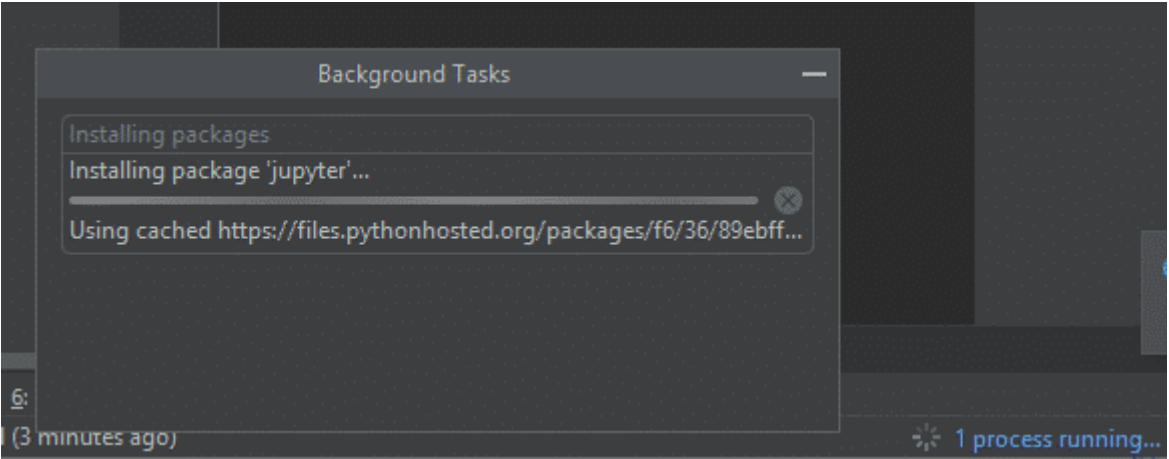 Background Tasks
Installing packages
Installing package 'jupyter'...
Using cached https://files.pythonhosted.org/packages/f6/36/89ebff...
6:
(3 minutes ago)
1 process running...